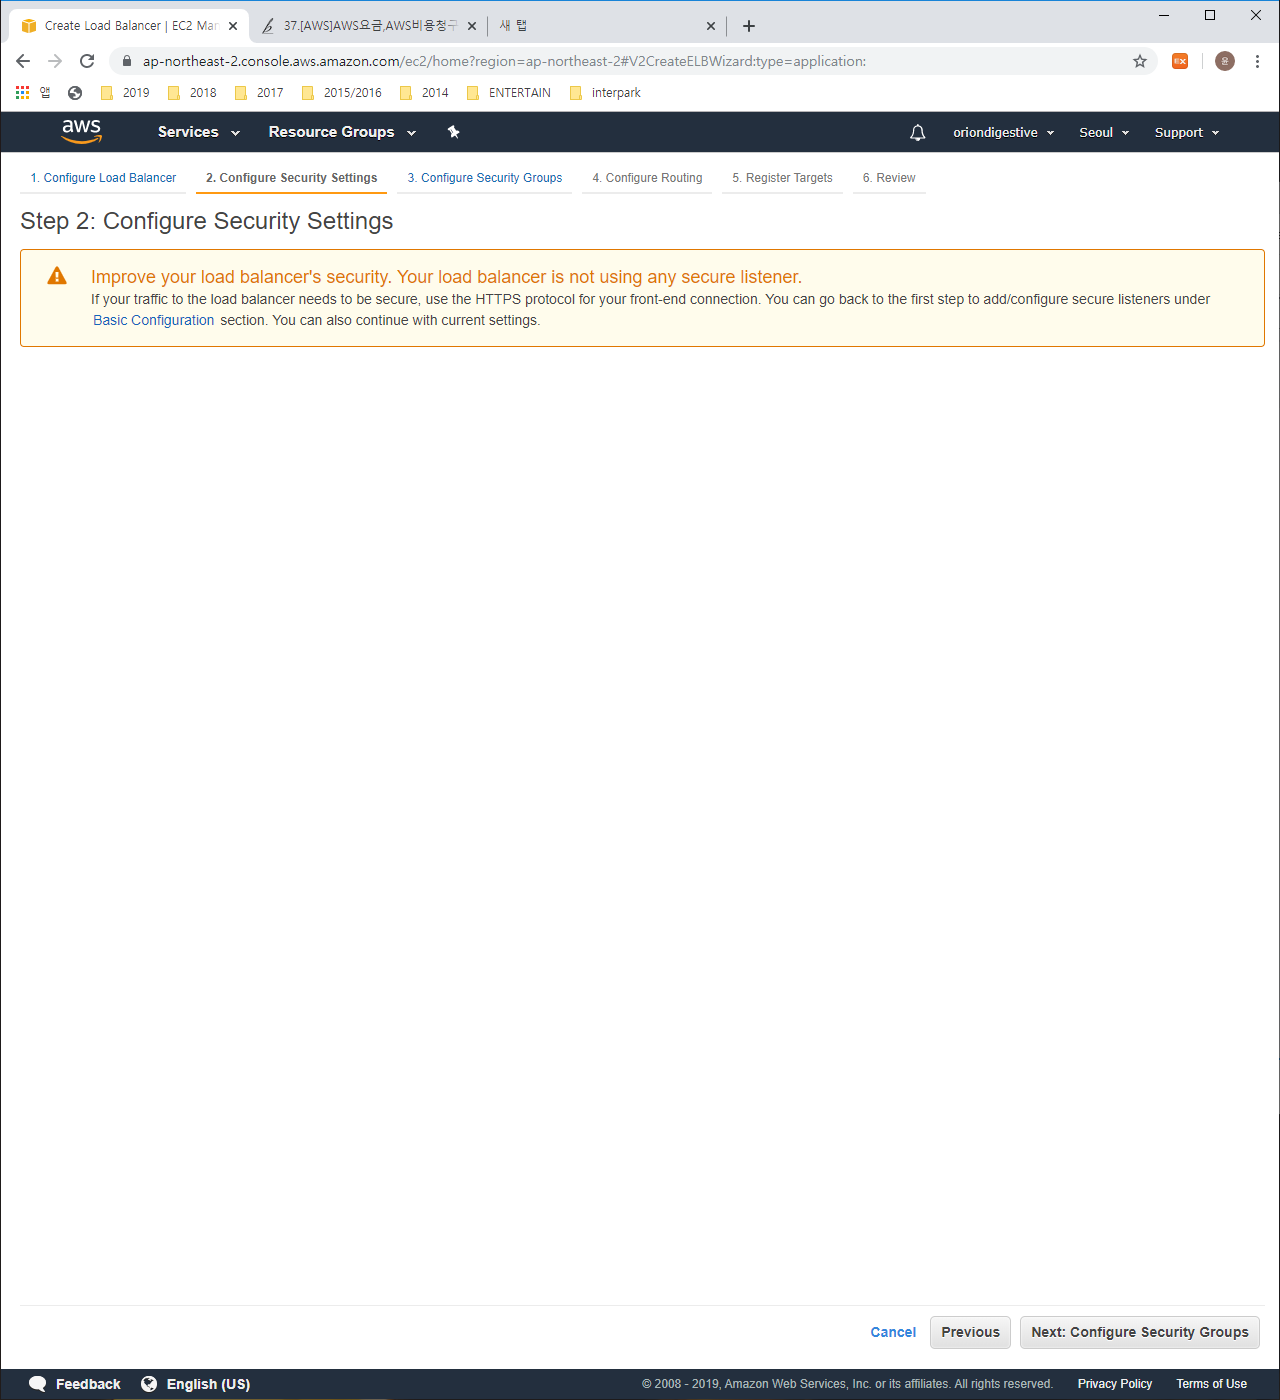 Create Load Balancer | EC2 Man
37.[AWS]AWS요금,AWS비용청구
새 탭
ap-northeast-2.console.aws.amazon.com/ec2/home?region=ap-northeast-2#V2CreateELBWizard:type=application:
윤
앱
2019
2018
2017
2015/2016
2014
ENTERTAIN
interpark
aws
Services
Resource Groups
oriondigestive
Seoul
Support
1. Configure Load Balancer
2. Configure Security Settings
3. Configure Security Groups
4. Configure Routing
5. Register Targets
6. Review
Step 2: Configure Security Settings
Improve your load balancer's security. Your load balancer is not using any secure listener.
If your traffic to the load balancer needs to be secure, use the HTTPS protocol for your front-end connection. You can go back to the first step to add/configure secure listeners under
Basic Configuration section. You can also continue with current settings.
Cancel
Previous
Next: Configure Security Groups
Feedback
English (US)
© 2008 - 2019, Amazon Web Services, Inc. or its affiliates. All rights reserved.
Privacy Policy
Terms of Use